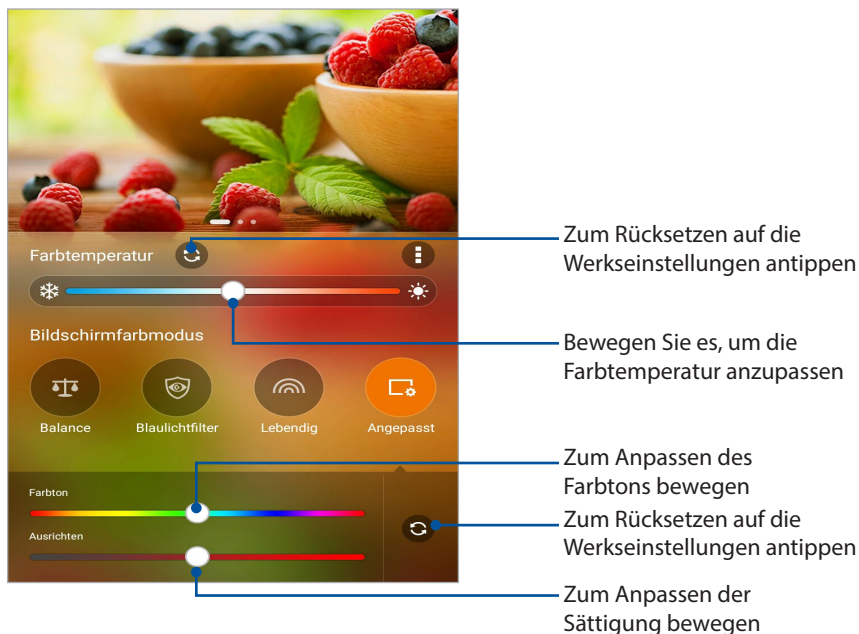 Farbtemperatur
Bildschirmfarbmodus
Balance
Blaulichtfilter
Lebendig
Angepasst
Farbton
Ausrichten
Zum Rücksetzen auf die
Werkseinstellungen antippen
Bewegen Sie es, um die
Farbtemperatur anzupassen
Zum Anpassen des
Farbtons bewegen
Zum Rücksetzen auf die
Werkseinstellungen antippen
Zum Anpassen der
Sättigung bewegen